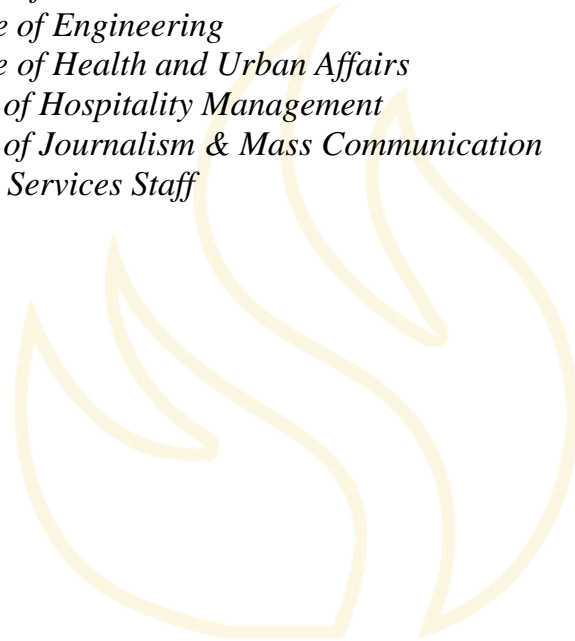 e of Engineering
e of Health and Urban Affairs
of Hospitality Management
of Journalism & Mass Communication
Services Staff